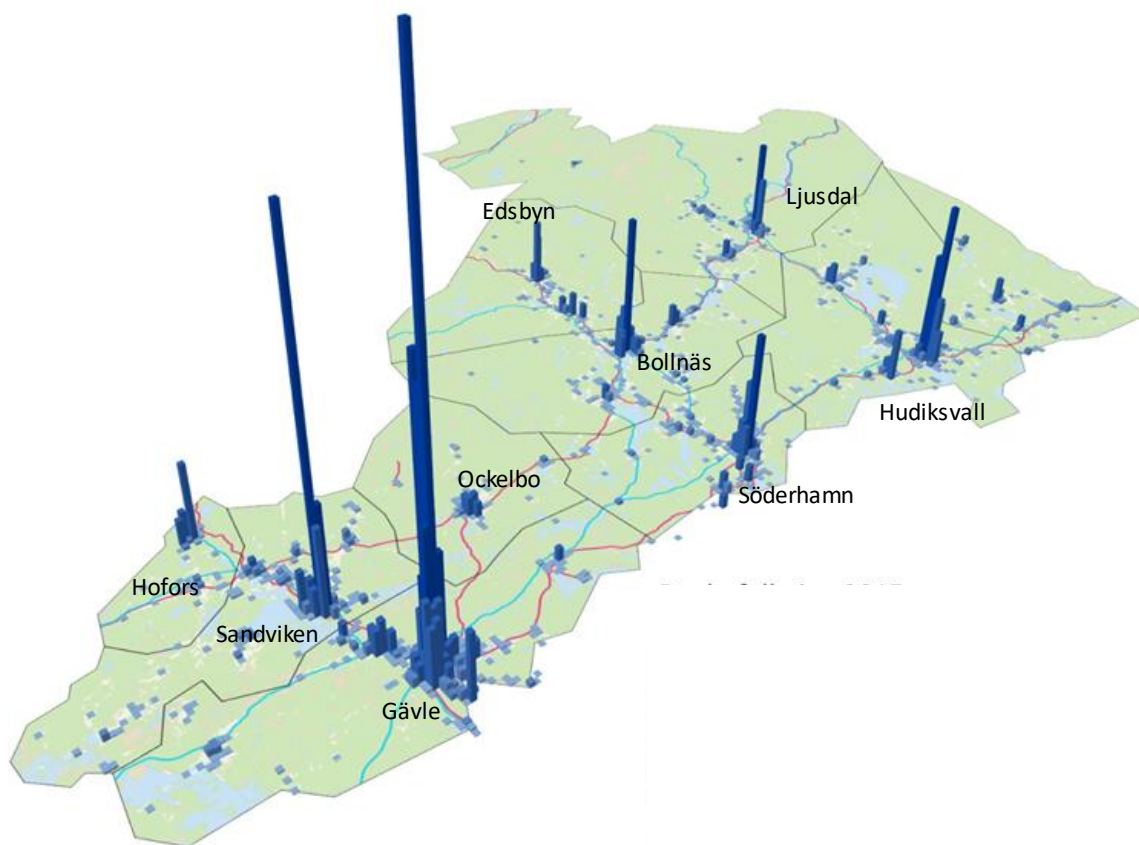 Ljusdal
Edsbyn
Bollnäs
Hudiksvall
Ockelbo
Söderhamn
Hofors
Sandviken
Gävle